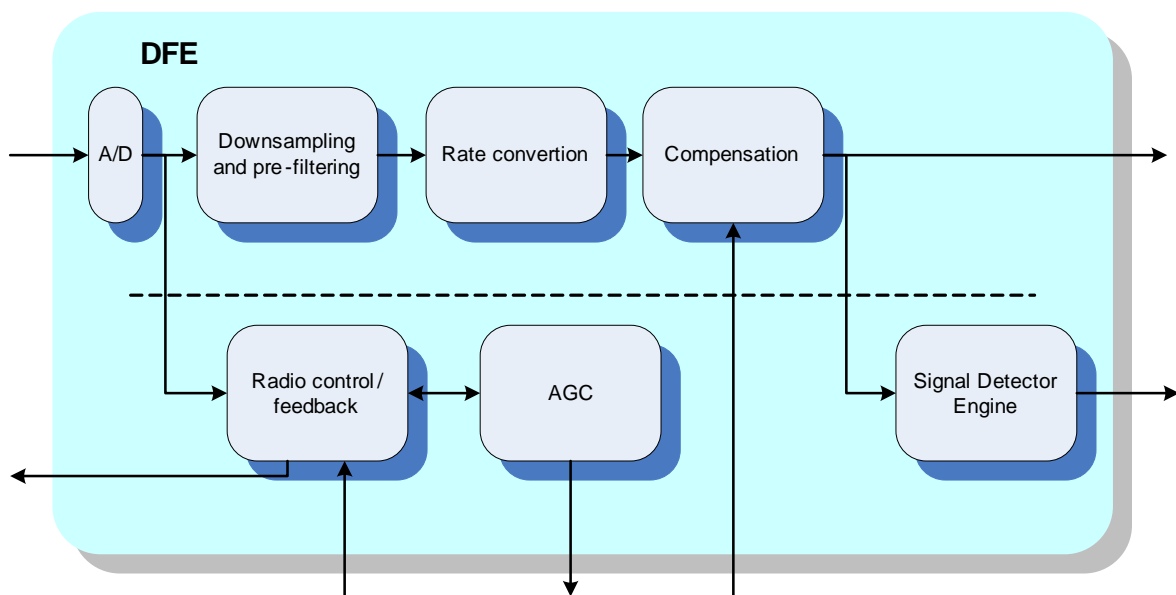 DFE
A/D
Downsampling
and pre-filtering
Rate convertion
Compensation
Radio control/
feedback
AGC
Signal Detector
Engine